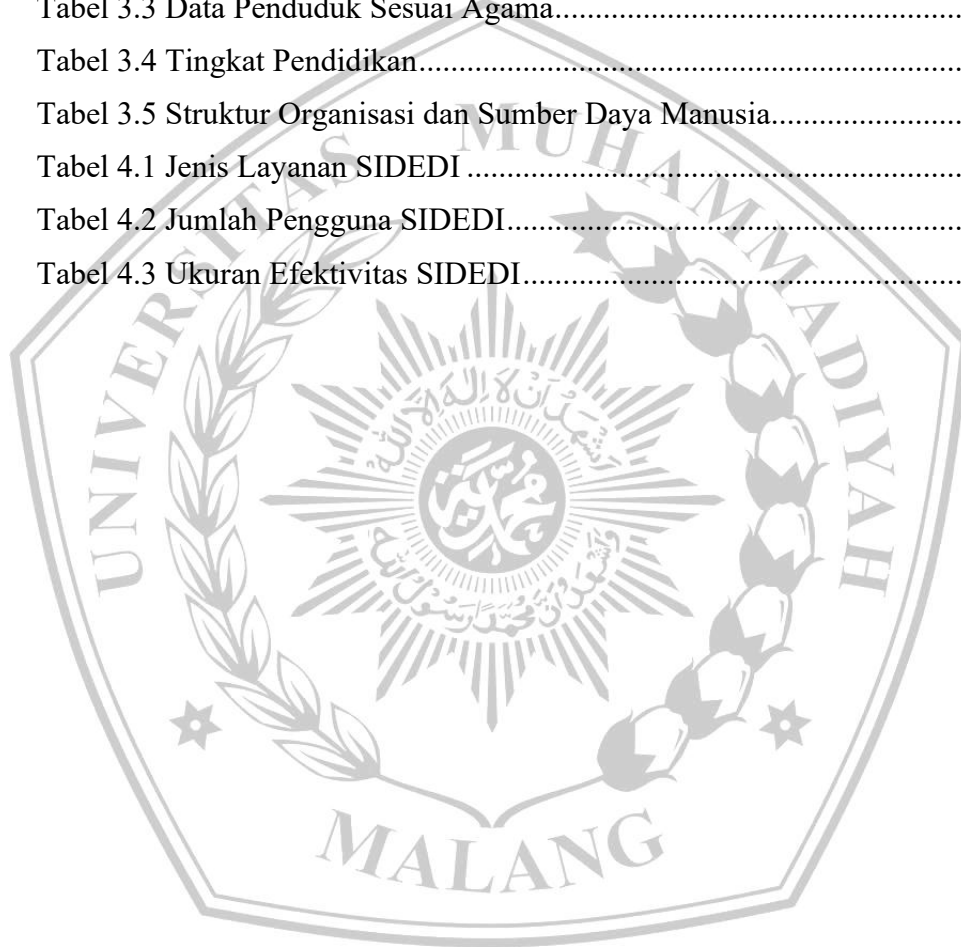 Tabel 3.3 Data Penduduk Sesuai Agama..................................................
Tabel 3.4 Tingkat Pendidikan..................................................................
Tabel 3.5 Struktur Organisasi dan Sumber Daya Manusia.......................
Tabel 4.1 Jenis Layanan SIDEDI ............................................................
Tabel 4.2 Jumlah Pengguna SIDEDI.......................................................
Tabel 4.3 Ukuran Efektivitas SIDEDI.....................................................
UNIVERSITAS MUHAMMADIYAH
MALANG